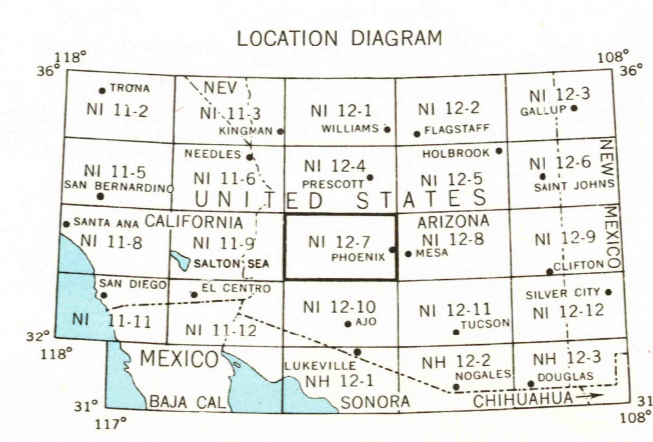 LOCATION DIAGRAM
118° 108°
36° 36°
TRONA NEV NI 12-3
NI 11-2 NI 11-3 NI 12-1 NI 12-2 GALLUP
KINGMAN WILLIAMS FLAGSTAFF
NEEDLES HOLBROOK
NI 11-5 NI 11-6 NI 12-4 NI 12-5 NI 12-6
SAN BERNARDINO PRESCOTT SAINT JOHNS
UNITED STATES NEW MEXICO
SANTA ANA CALIFORNIA ARIZONA
NI 11-8 NI 11-9 NI 12-7 NI 12-8 NI 12-9
SALTON SEA PHOENIX MESA CLIFTON
SAN DIEGO EL CENTRO SILVER CITY
NI 11-11 NI 11-12 NI 12-10 NI 12-11 NI 12-12
AJO TUCSON
32°
118° MEXICO LUKEVILLE NH 12-2 NH 12-3
NH 12-1 NOGALES DOUGLAS
31° BAJA CAL SONORA CHIHUAHUA 31°
117° 108°